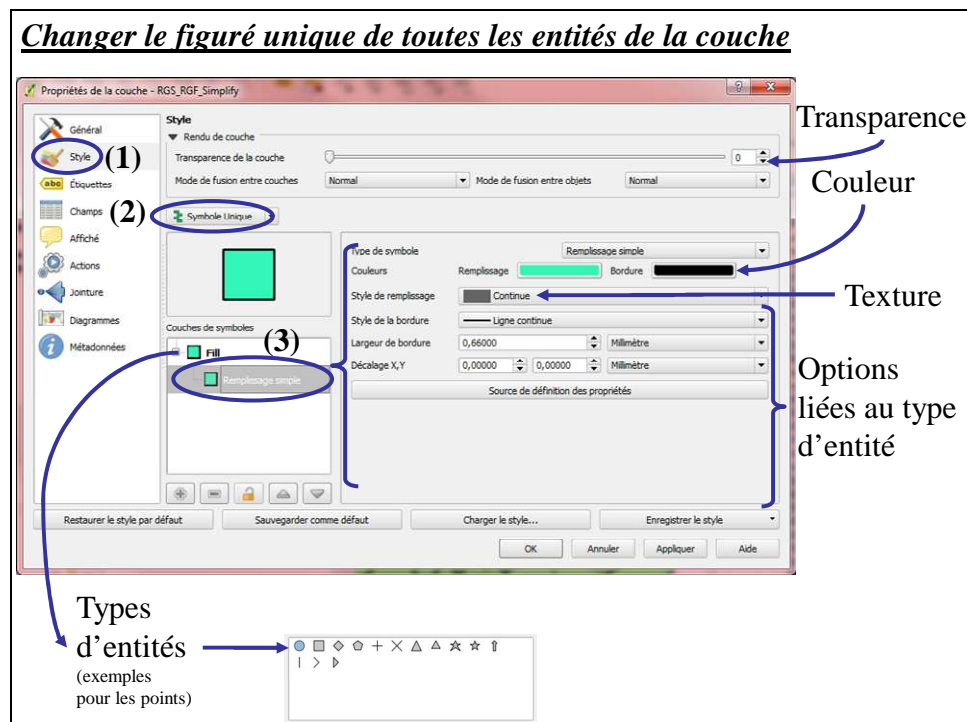 Changer le figuré unique de toutes les entités de la couche
Propriétés de la couche - RGS_RGF_Simplify
Général
Style
(1)
Étiquettes
Champs
(2)
Affiché
Actions
Jointure
Diagrammes
Métadonnées
Style
Rendu de couche
Transparence de la couche
0
Mode de fusion entre couches
Normal
Mode de fusion entre objets
Normal
Symbole Unique
Couches de symboles
Fill
(3)
Remplissage simple
Type de symbole
Remplissage simple
Couleurs
Remplissage
Bordure
Style de remplissage
Continue
Style de la bordure
Ligne continue
Largeur de bordure
0,66000
Millimètre
Décalage X,Y
0,00000
0,00000
Millimètre
Source de définition des propriétés
Restaurer le style par défaut
Sauvegarder comme défaut
Charger le style...
Enregistrer le style
OK
Annuler
Appliquer
Aide
Transparence
Couleur
Texture
Options
liées au type
d'entité
Types
d'entités
(exemples
pour les points)